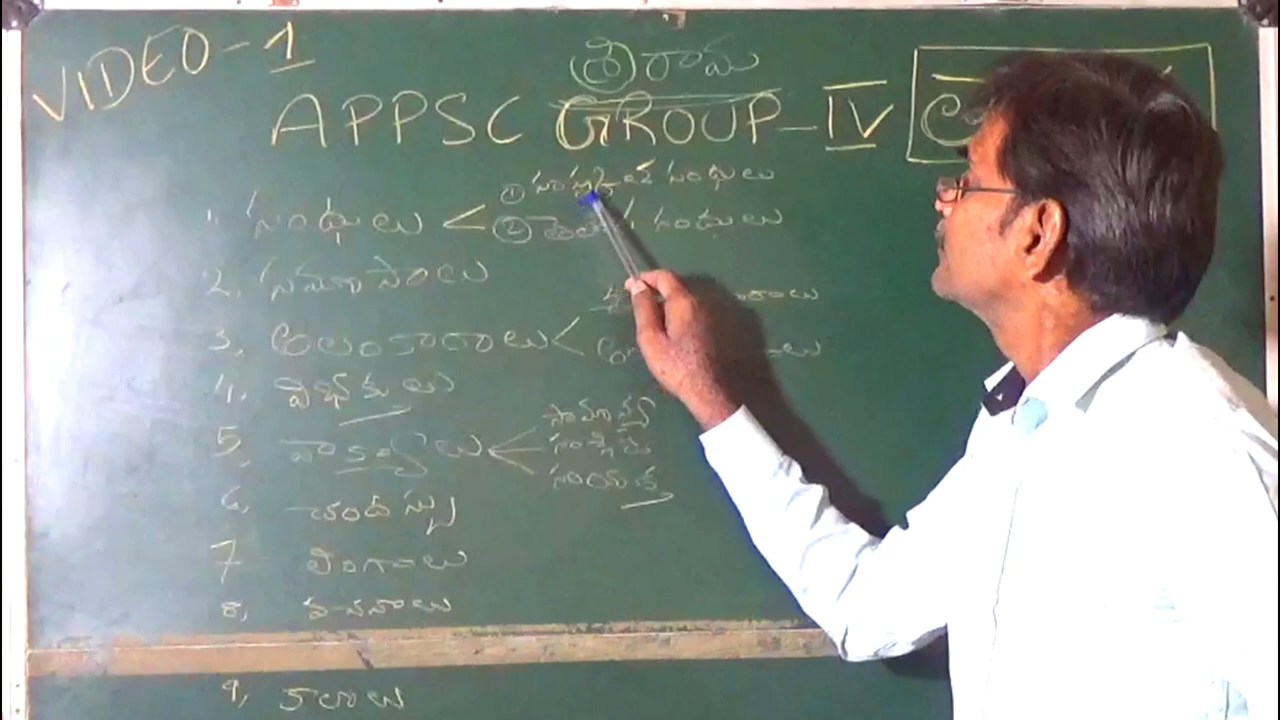 VIDEO-1
శ్రీరామ
APPSC GROUP-IV
1. సంధులు < ① సంస్కృత సంధులు
② తెలుగు సంధులు
2. సమాసాలు
3. అలంకారాలు <
4. విభక్తులు
5. వాక్యాలు < సామాన్య
సంశ్లిష్ట
సంయుక్త
6. చందస్సు
7 లింగాలు
8. వచనాలు
9. కాలాలు